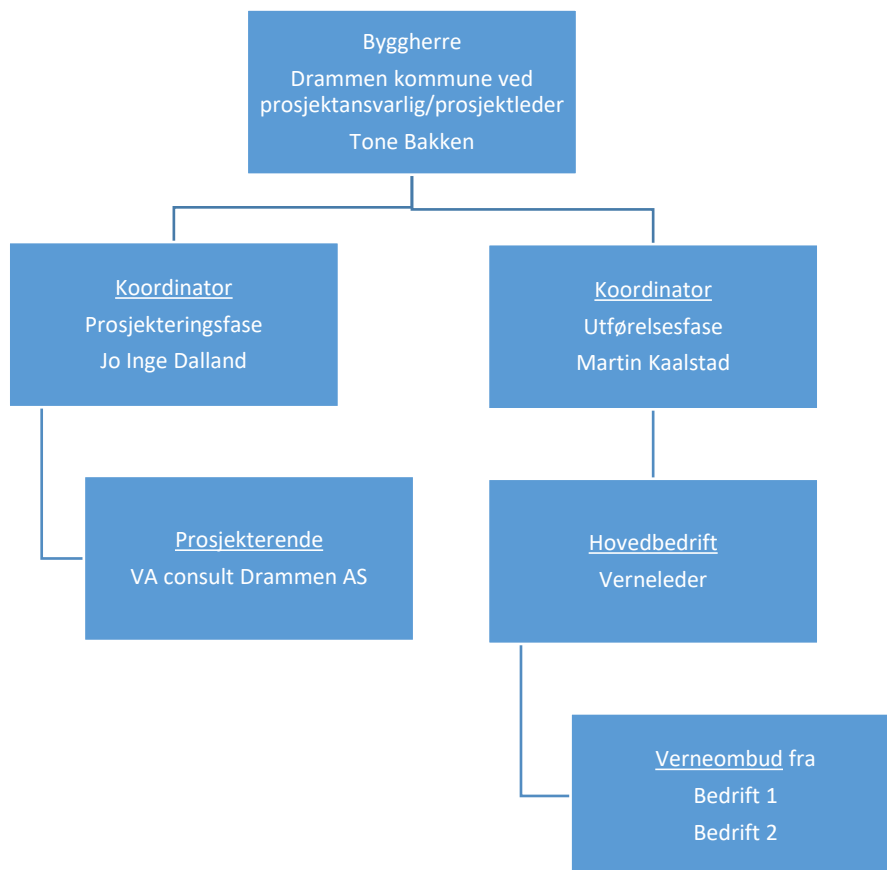 Byggherre
Drammen kommune ved
prosjektansvarlig/prosjektleder
Tone Bakken
Koordinator
Prosjekteringsfase
Jo Inge Dalland
Koordinator
Utførelsesfase
Martin Kaalstad
Prosjekterende
VA consult Drammen AS
Hovedbedrift
Verneleder
Verneombud fra
Bedrift 1
Bedrift 2